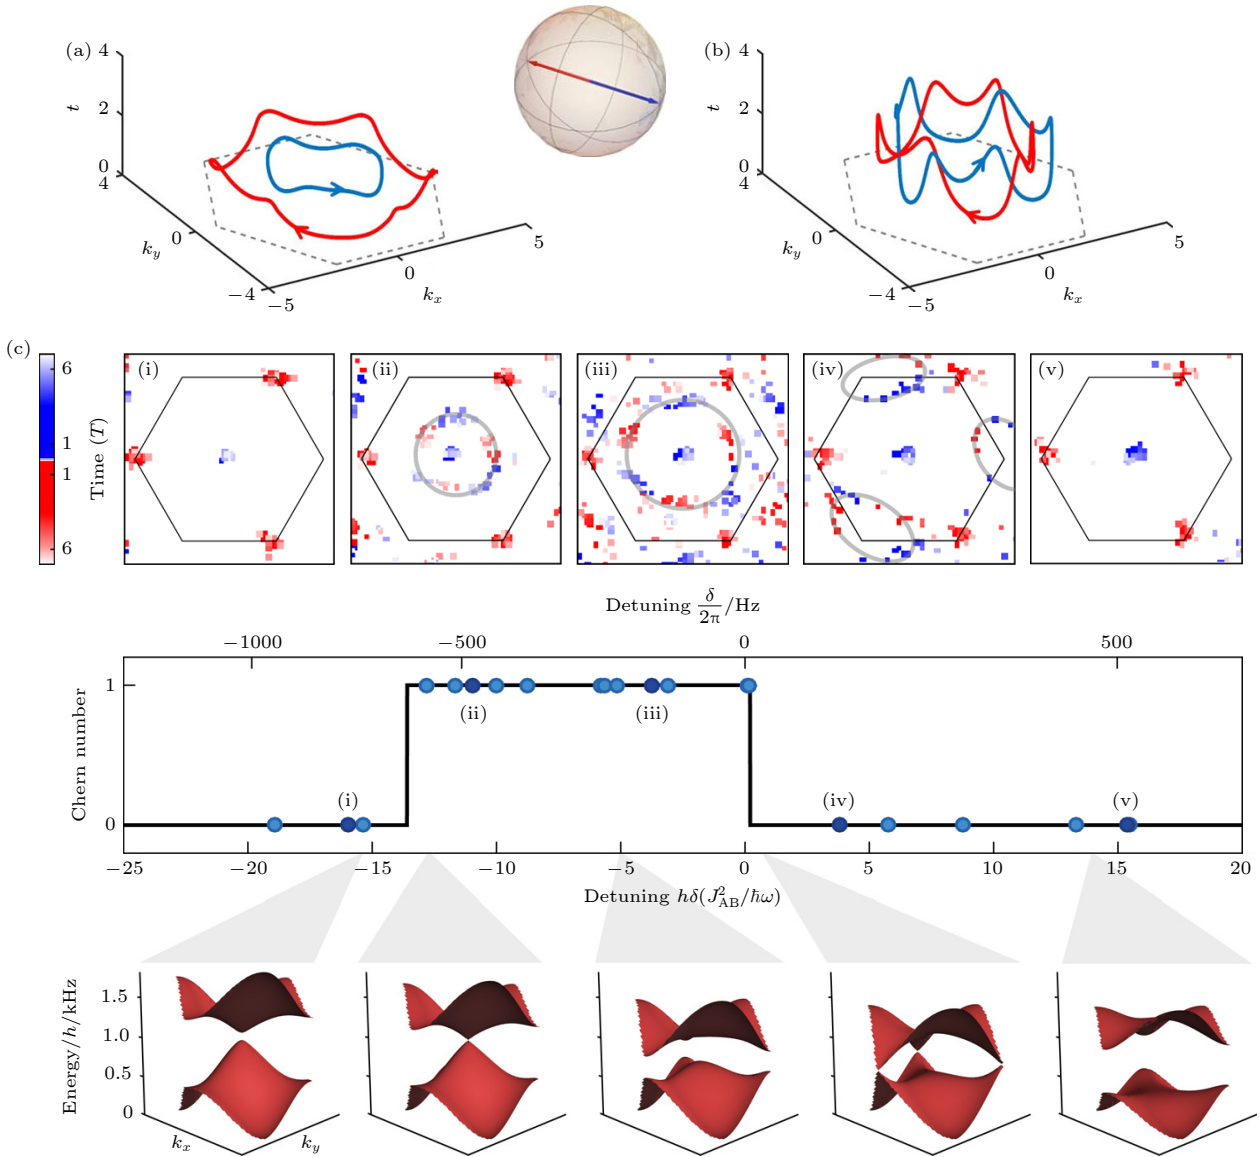 (a)
4
2
0
t
4
0
−4
k_y
−5
0
5
k_x
(b)
4
2
0
t
4
0
−4
k_y
−5
0
5
k_x
(c)
6
1
1
6
Time (T)
(i)
(ii)
(iii)
(iv)
(v)
Detuning δ/2π/Hz
−1000
−500
0
500
1
0
Chern number
(i)
(ii)
(iii)
(iv)
(v)
−25
−20
−15
−10
−5
0
5
10
15
20
Detuning hδ(J²_AB/ℏω)
1.5
1.0
0.5
0
Energy/h/kHz
k_x
k_y